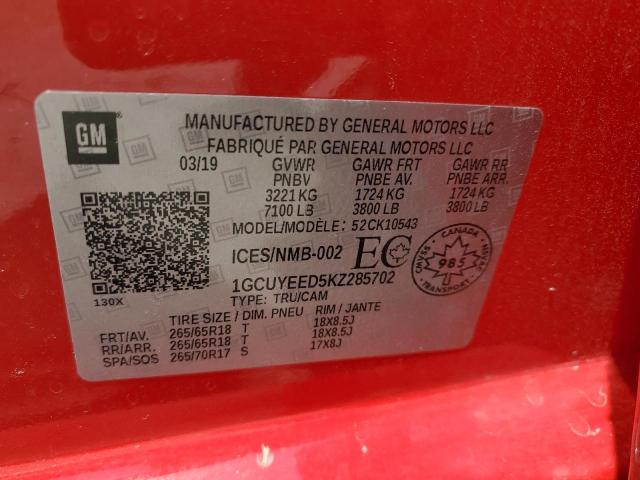 GM
MANUFACTURED BY GENERAL MOTORS LLC
FABRIQUÉ PAR GENERAL MOTORS LLC
03/19 GVWR GAWR FRT GAWR RR
PNBV PNBE AV. PNBE ARR.
3221 KG 1724 KG 1724 KG
7100 LB 3800 LB 3800 LB
MODEL/MODÈLE: 52CK10543
ICES/NMB-002 EC
CANADA
985
CMVSS
NSVAC
1GCUYEED5KZ285702
130X
TYPE: TRU/CAM
TIRE SIZE / DIM. PNEU RIM / JANTE
FRT/AV. 265/65R18 T 18X8.5J
RR/ARR. 265/65R18 T 18X8.5J
SPA/SOS 265/70R17 S 17X8J